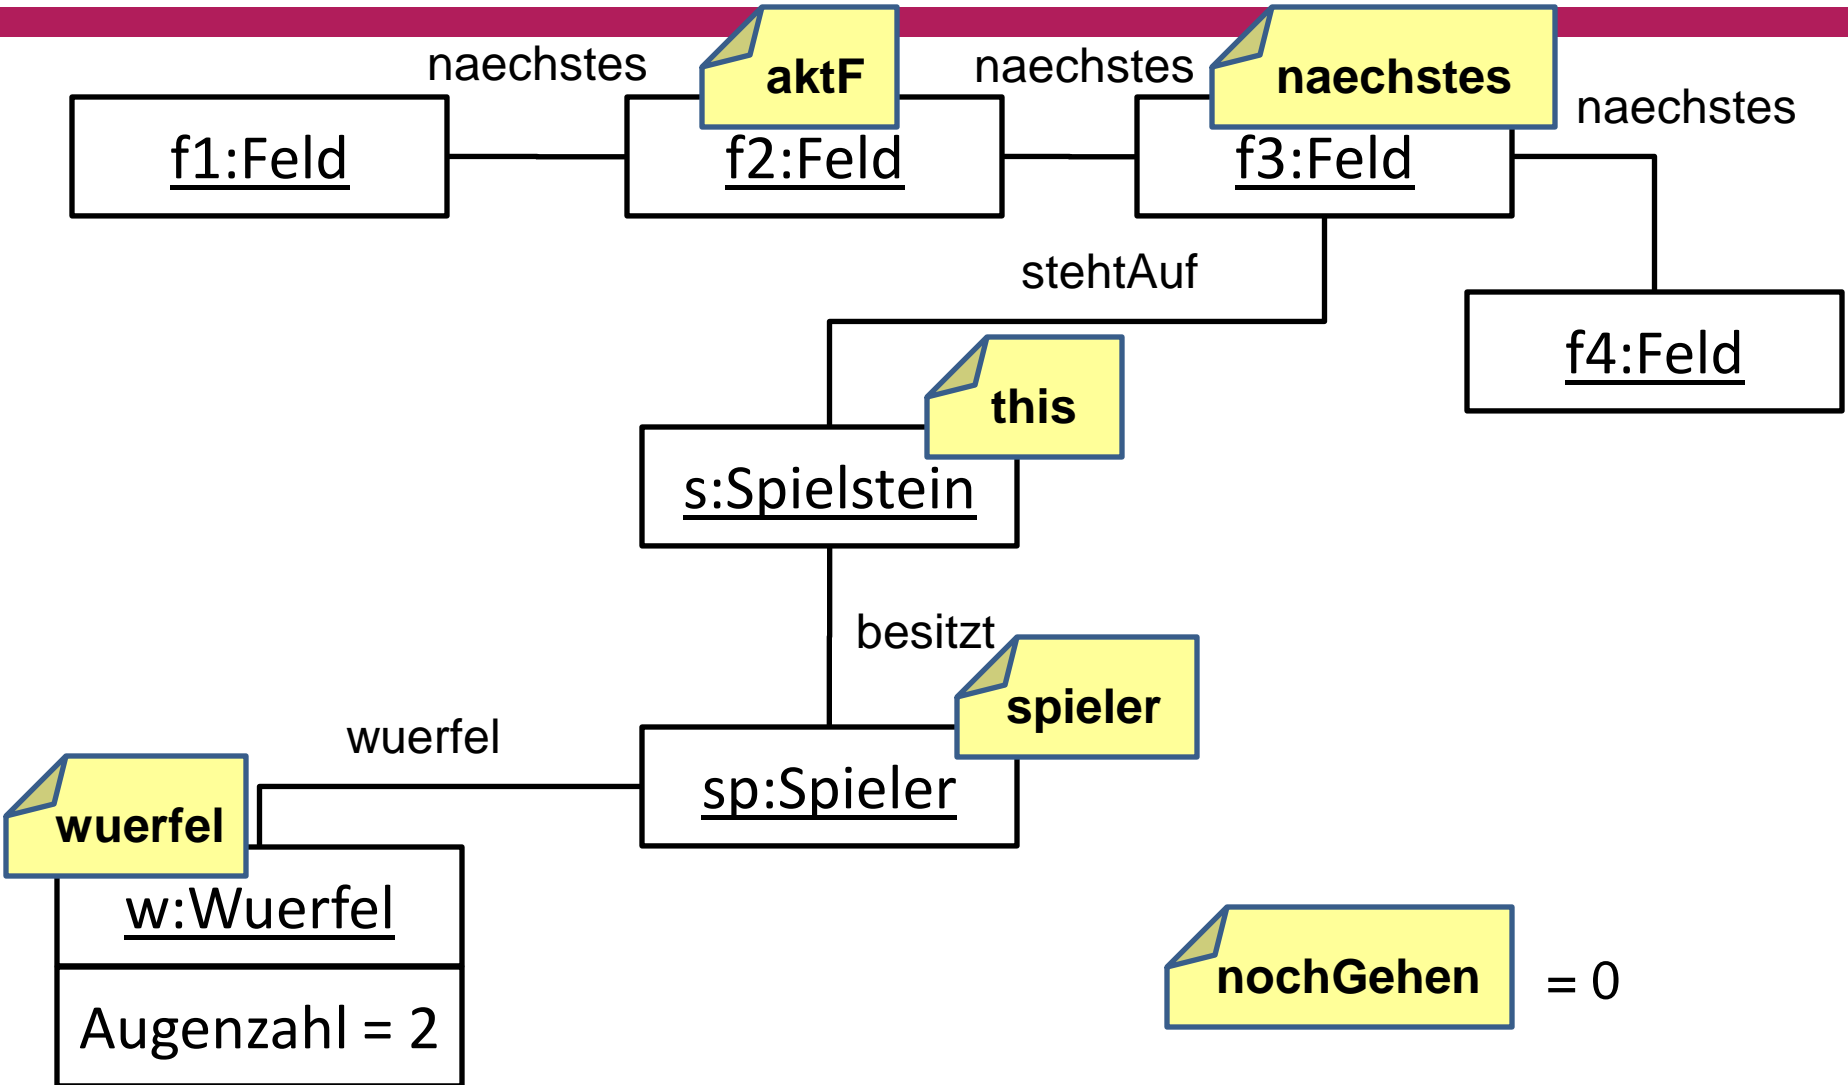 naechstes
aktF
naechstes
naechstes
naechstes
f1:Feld
f2:Feld
f3:Feld
stehtAuf
f4:Feld
this
s:Spielstein
besitzt
spieler
wuerfel
sp:Spieler
wuerfel
w:Wuerfel
nochGehen = 0
Augenzahl = 2